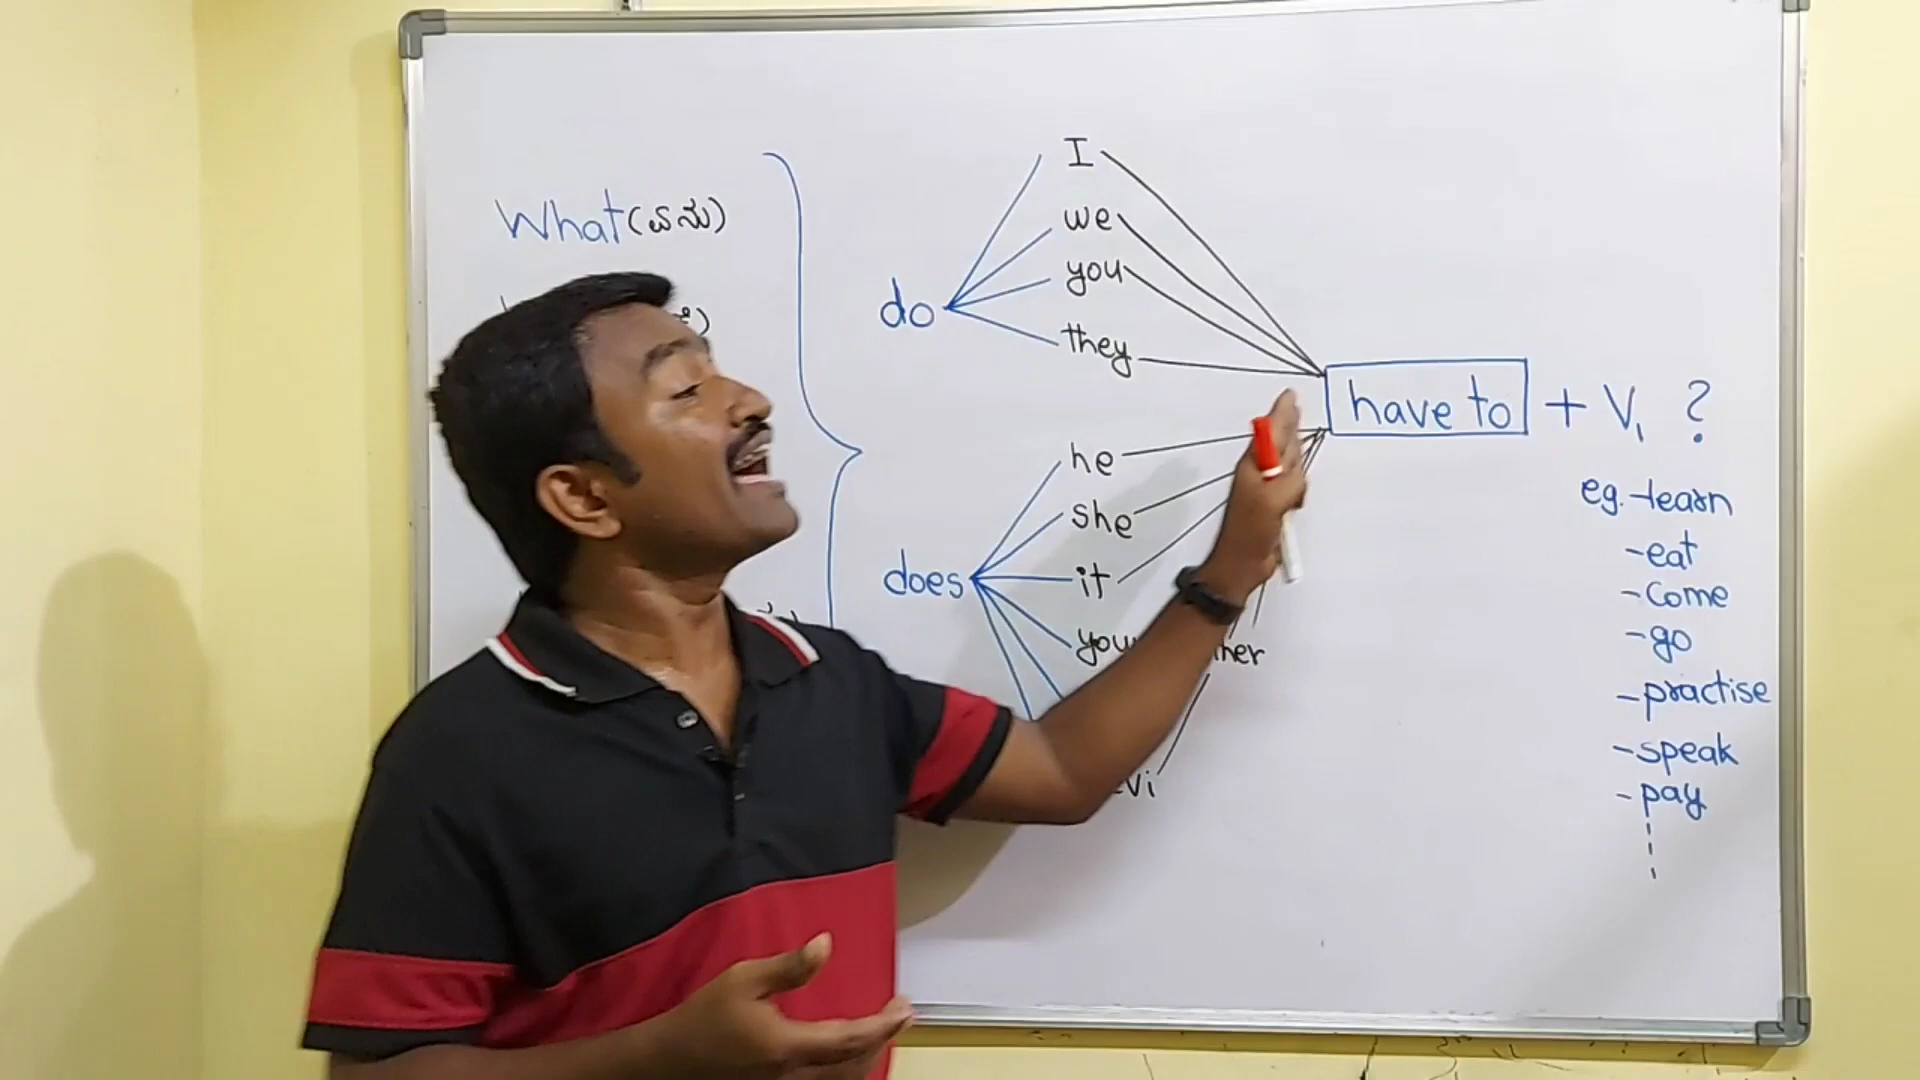 What (ಏನು)
do
I
we
you
they
have to + V₁ ?
does
he
she
it
eg. -learn
-eat
-come
-go
-practise
-speak
-pay